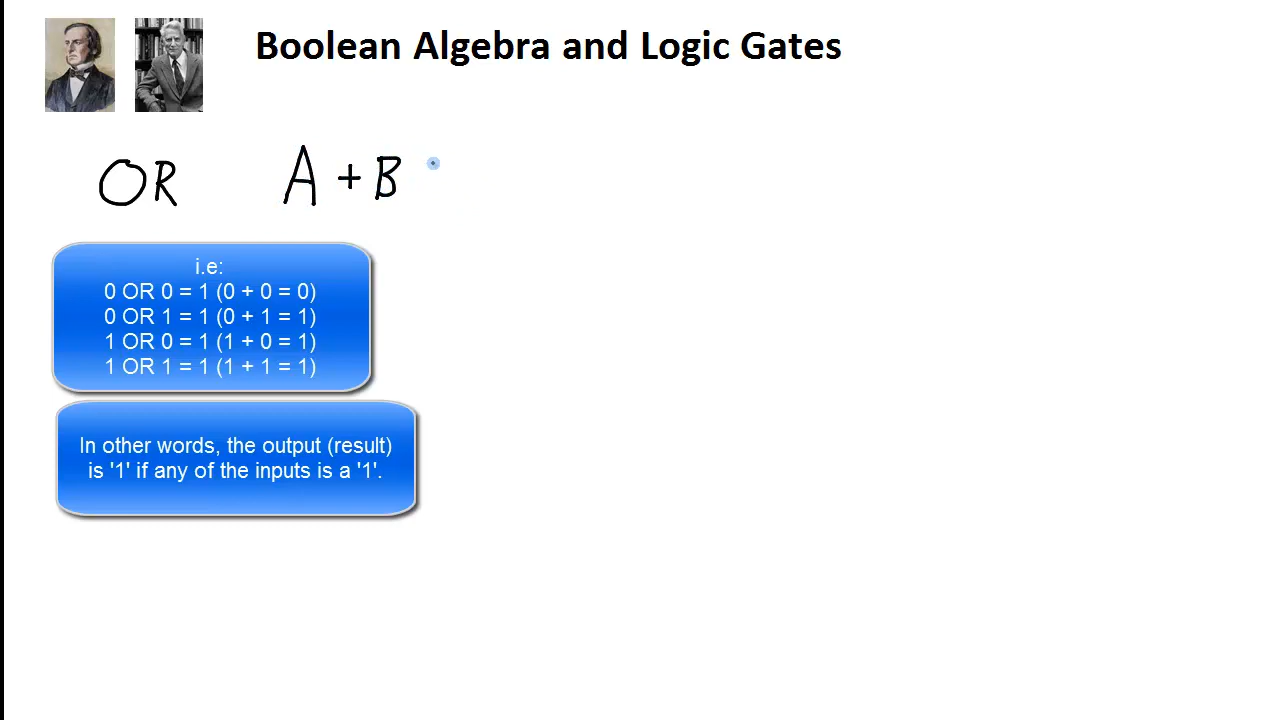 Boolean Algebra and Logic Gates
OR A + B
i.e:
0 OR 0 = 1 (0 + 0 = 0)
0 OR 1 = 1 (0 + 1 = 1)
1 OR 0 = 1 (1 + 0 = 1)
1 OR 1 = 1 (1 + 1 = 1)
In other words, the output (result)
is '1' if any of the inputs is a '1'.